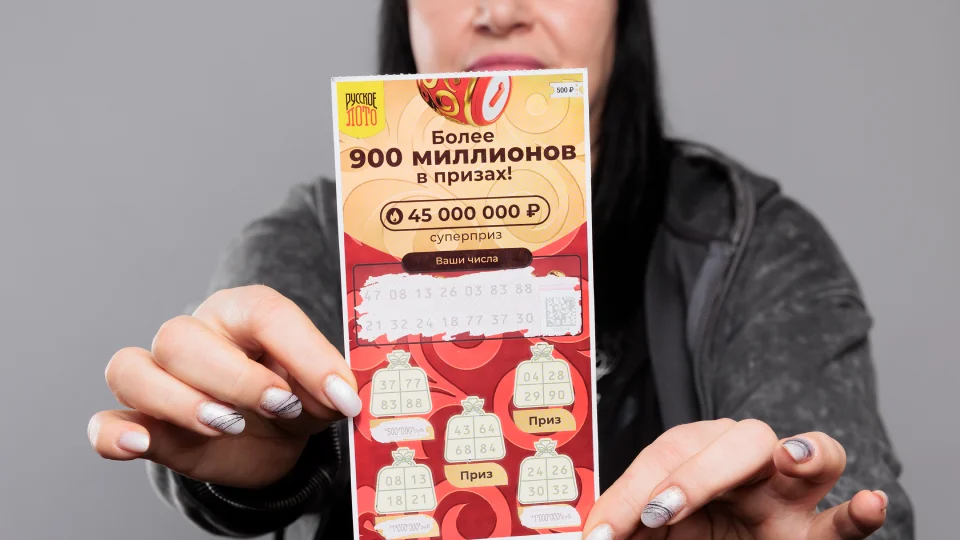 РУССКОЕ
ЛОТО
500 ₽
Более
900 миллионов
в призах!
45 000 000 ₽
суперприз
Ваши числа
47 08 13 26 03 83 88
21 32 24 18 77 37 30
37 77
83 88
04 28
29 90
Приз
43 64
68 84
Приз
08 13
18 21
24 26
30 32